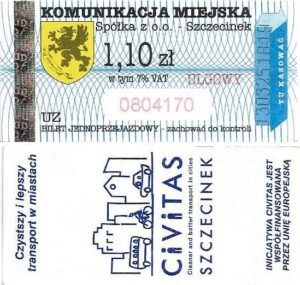 KOMUNIKACJA MIEJSKA
Spółka z o.o. - Szczecinek
1,10 zł
w tym 7% VAT
ULGOWY
0804170
UZ
BILET JEDNOPRZEJAZDOWY - zachować do kontroli
TU KASOWAĆ
Czystszy i lepszy
transport w miastach
CiViTAS
Cleaner and better transport in cities
SZCZECINEK
INICJATYWA CIVITAS JEST
WSPÓŁFINANSOWANA
PRZEZ UNIĘ EUROPEJSKĄ